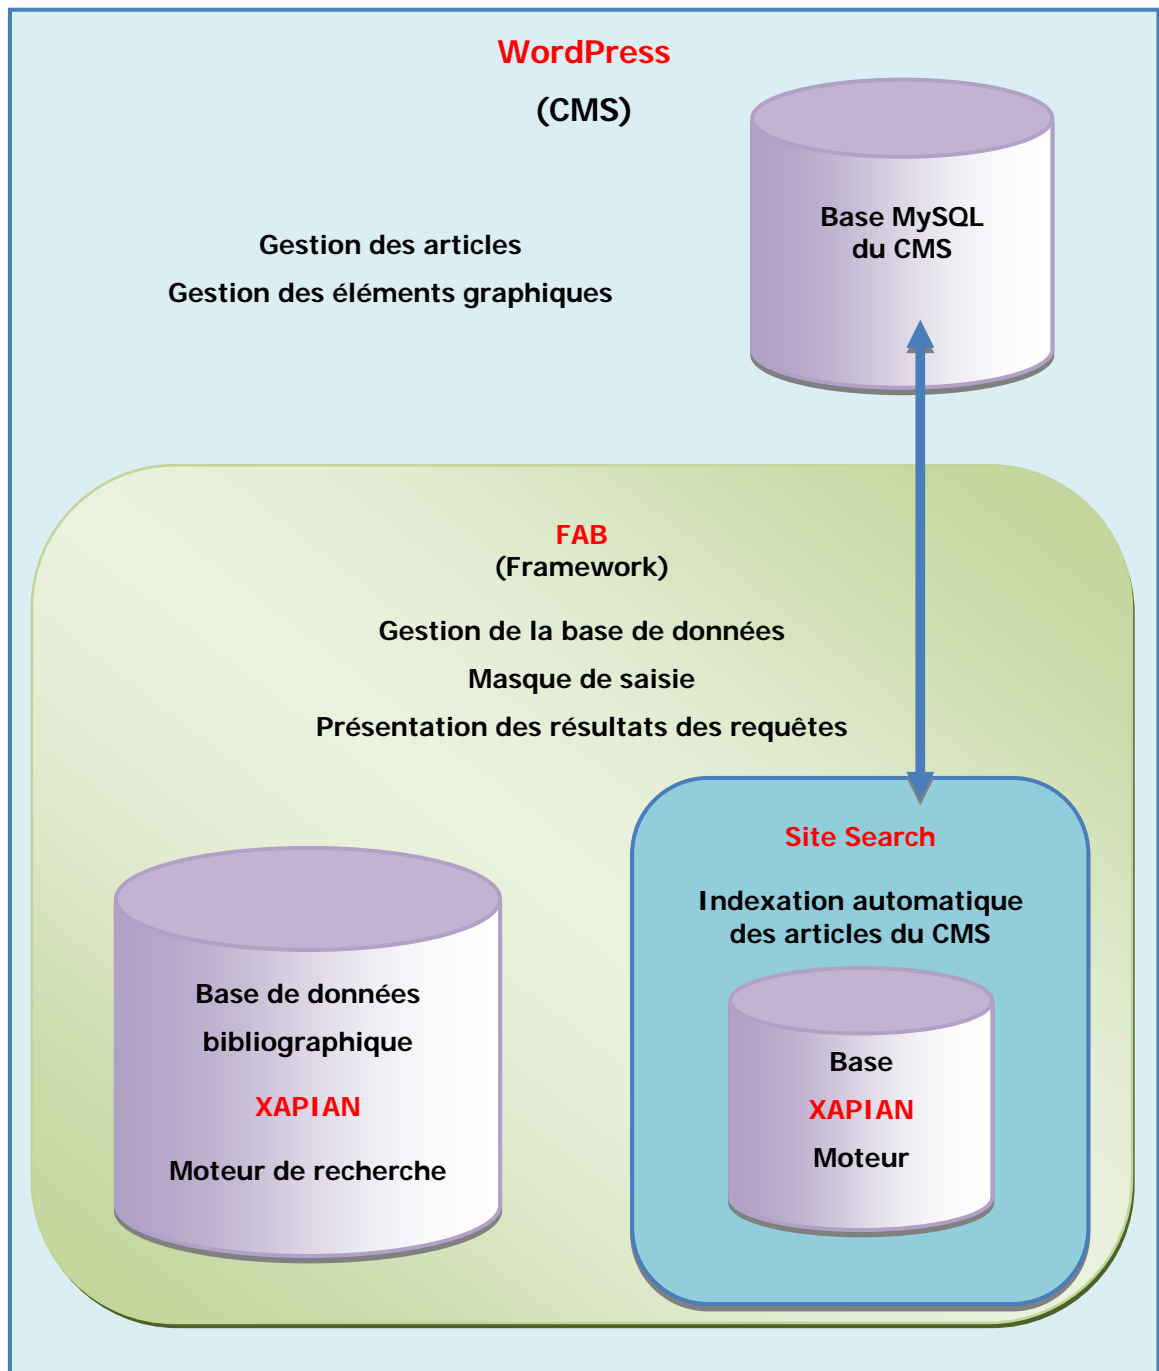 WordPress
(CMS)
Base MySQL
du CMS
Gestion des articles
Gestion des éléments graphiques
FAB
(Framework)
Gestion de la base de données
Masque de saisie
Présentation des résultats des requêtes
Site Search
Indexation automatique
des articles du CMS
Base de données
bibliographique
XAPIAN
Moteur de recherche
Base
XAPIAN
Moteur